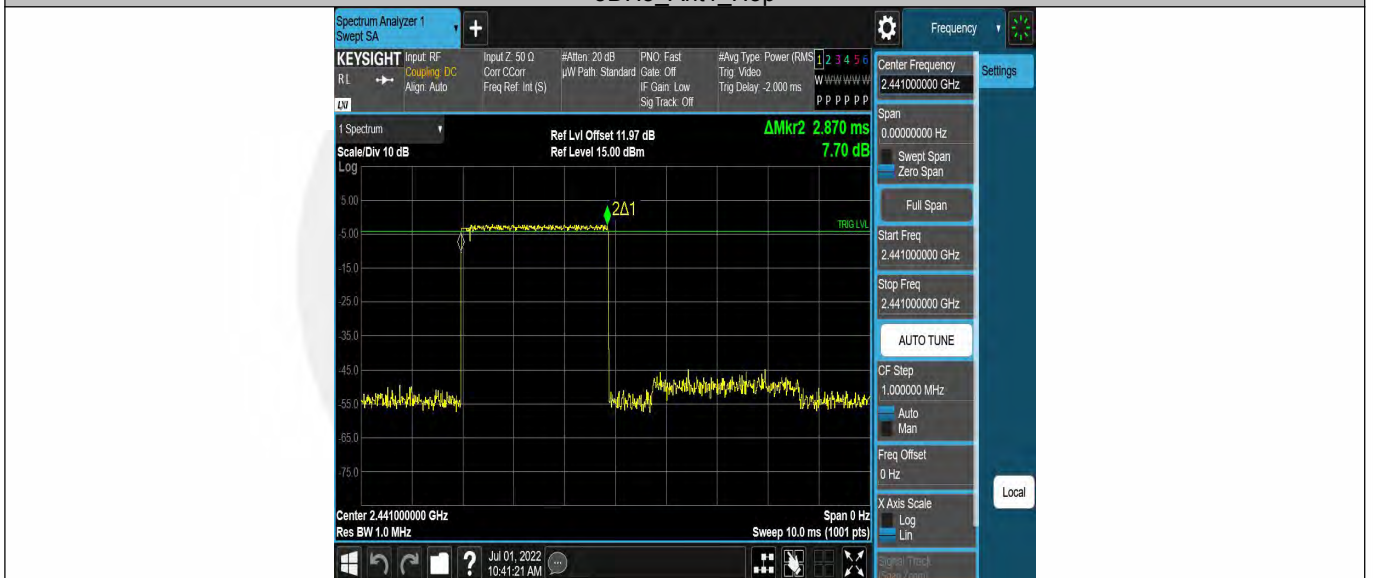 Spectrum Analyzer 1
Swept SA
+
Frequency
KEYSIGHT
RL
LXI
Input: RF
Coupling: DC
Align: Auto
Input Z: 50 Ω
Corr CCorr
Freq Ref: Int (S)
#Atten: 20 dB
µW Path: Standard
PNO: Fast
Gate: Off
IF Gain: Low
Sig Track: Off
#Avg Type: Power (RMS
Trig: Video
Trig Delay: -2.000 ms
1 2 3 4 5 6
W W W W W W
P P P P P P
Center Frequency
2.441000000 GHz
Settings
1 Spectrum
Scale/Div 10 dB
Log
Ref Lvl Offset 11.97 dB
Ref Level 15.00 dBm
ΔMkr2 2.870 ms
7.70 dB
Span
0.00000000 Hz
Swept Span
Zero Span
Full Span
5.00
-5.00
-15.0
-25.0
-35.0
-45.0
-55.0
-65.0
-75.0
2Δ1
TRIG LVL
Start Freq
2.441000000 GHz
Stop Freq
2.441000000 GHz
AUTO TUNE
CF Step
1.000000 MHz
Auto
Man
Freq Offset
0 Hz
X Axis Scale
Log
Lin
Local
Center 2.441000000 GHz
Res BW 1.0 MHz
Span 0 Hz
Sweep 10.0 ms (1001 pts)
?
Jul 01, 2022
10:41:21 AM
Signal Track
(Span Zoom)